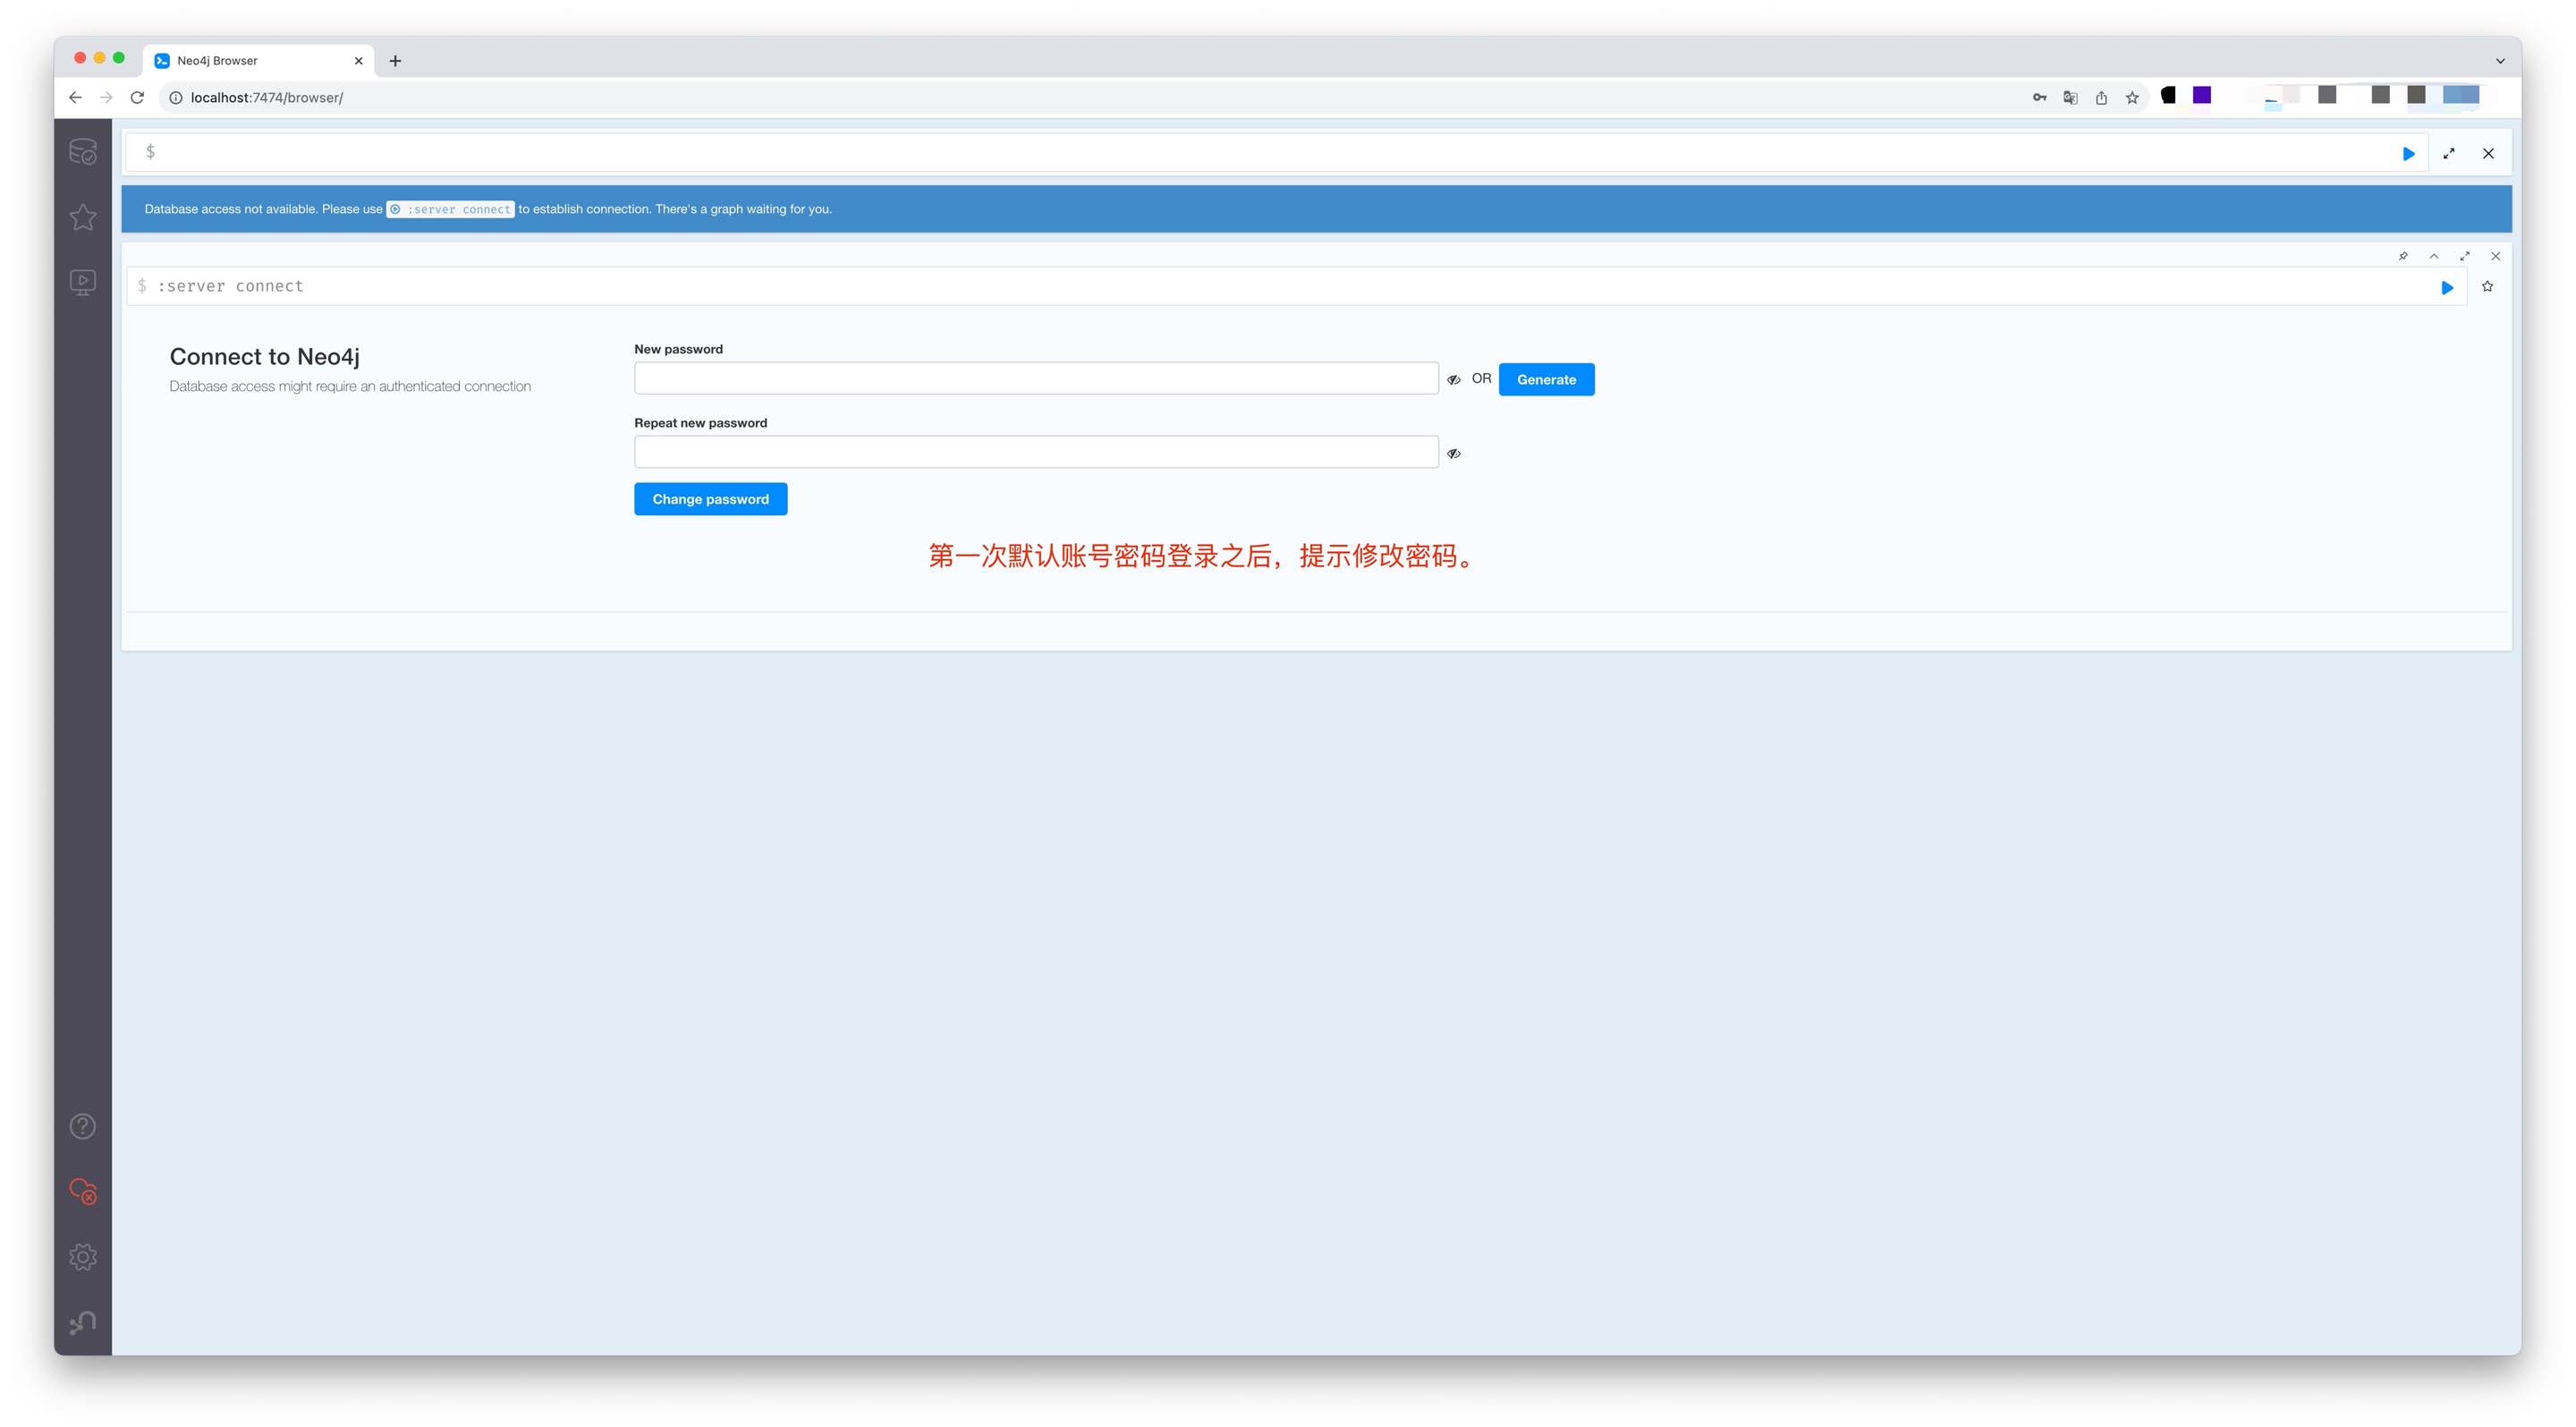 Neo4j Browser
localhost:7474/browser/
$
Database access not available. Please use :server connect to establish connection. There's a graph waiting for you.
$ :server connect
Connect to Neo4j
Database access might require an authenticated connection
New password
OR Generate
Repeat new password
Change password
第一次默认账号密码登录之后，提示修改密码。